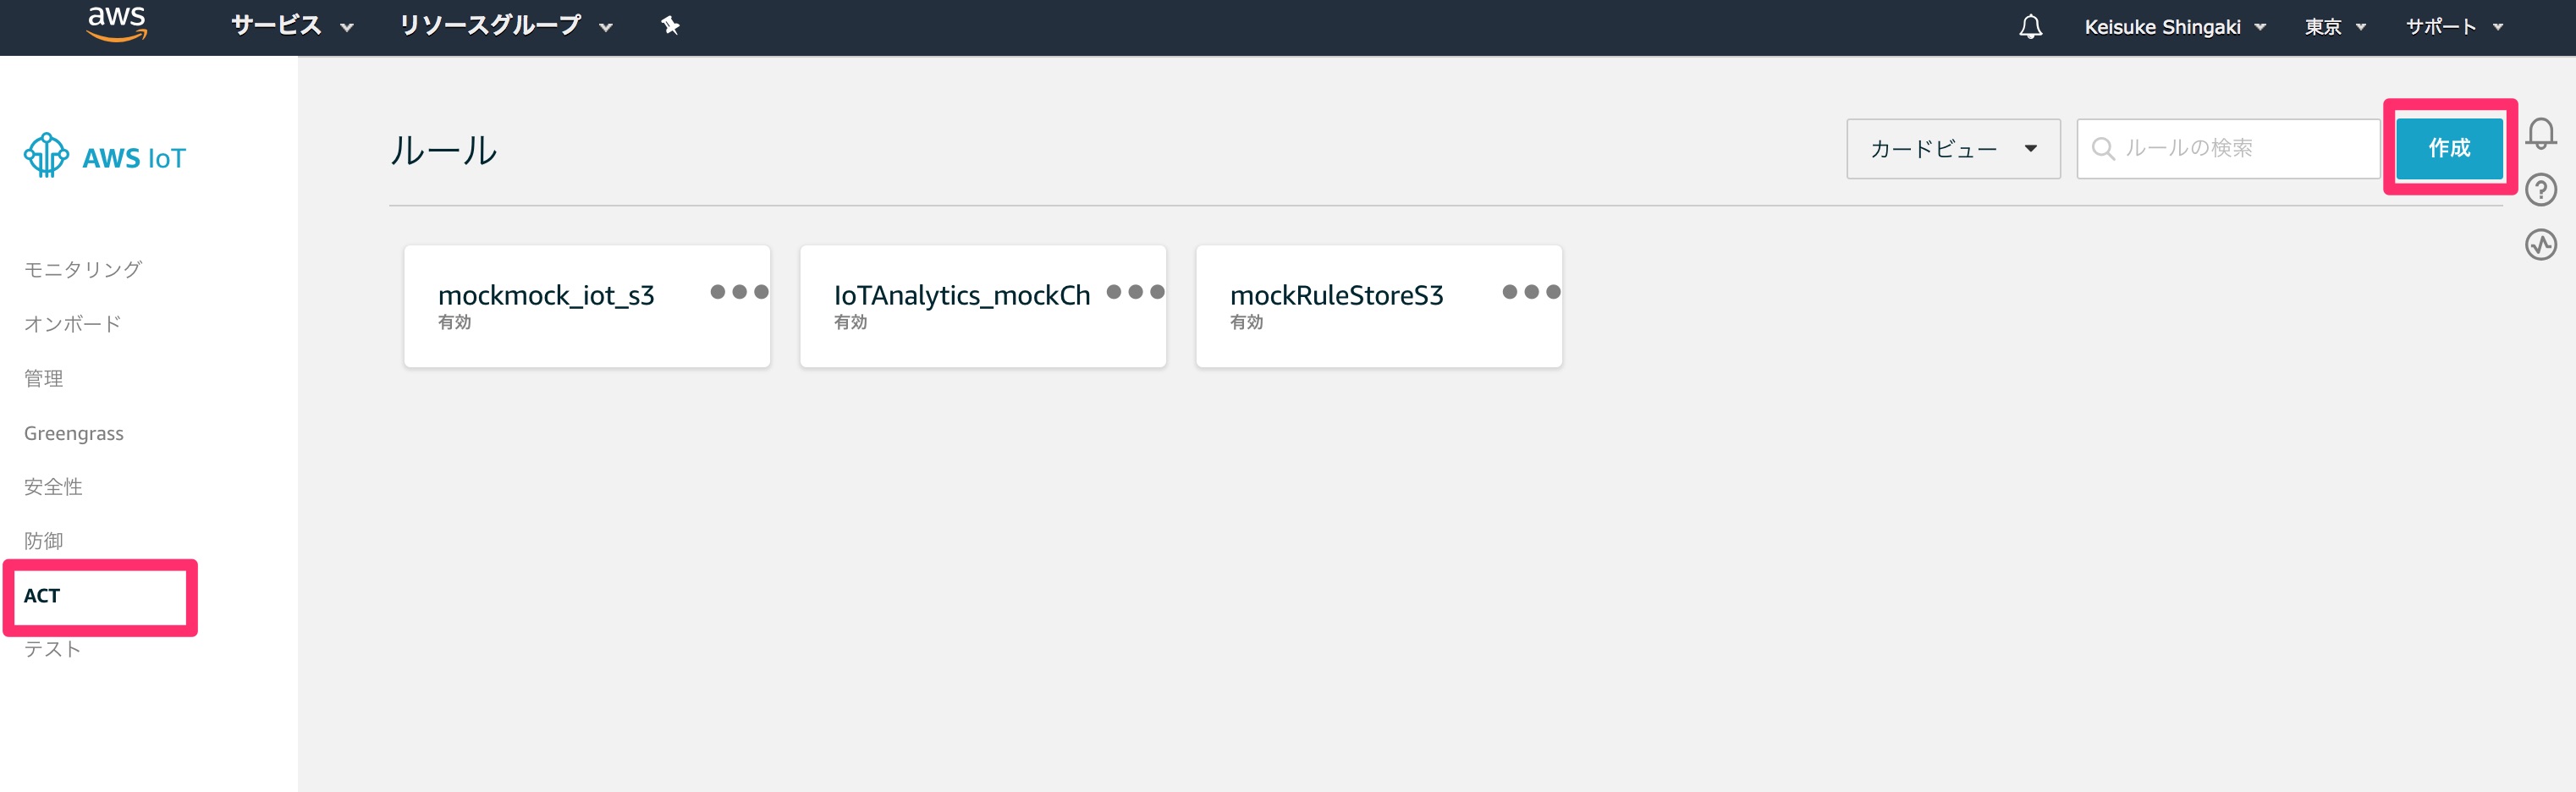 aws サービス リソースグループ Keisuke Shingaki 東京 サポート
AWS IoT
ルール カードビュー ルールの検索 作成
モニタリング
オンボード
管理
Greengrass
安全性
防御
ACT
テスト
mockmock_iot_s3
有効
IoTAnalytics_mockCh
有効
mockRuleStoreS3
有効